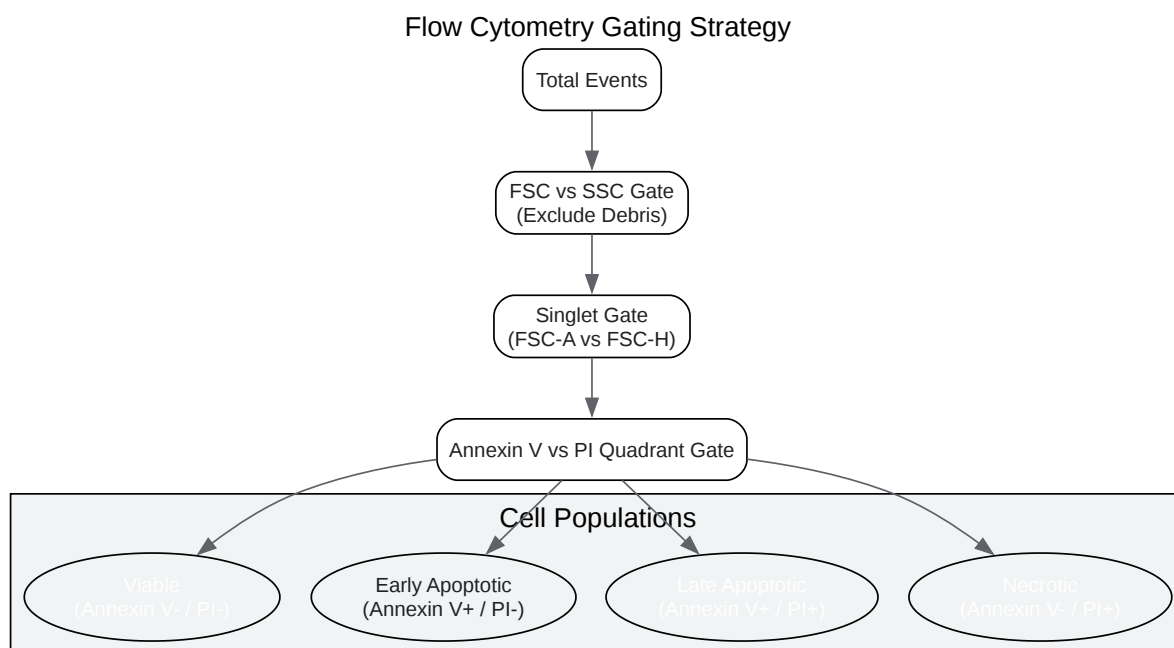 Flow Cytometry Gating Strategy
Total Events
FSC vs SSC Gate
(Exclude Debris)
Singlet Gate
(FSC-A vs FSC-H)
Annexin V vs PI Quadrant Gate
Cell Populations
Viable
(Annexin V- / PI-)
Early Apoptotic
(Annexin V+ / PI-)
Late Apoptotic
(Annexin V+ / PI+)
Necrotic
(Annexin V- / PI+)